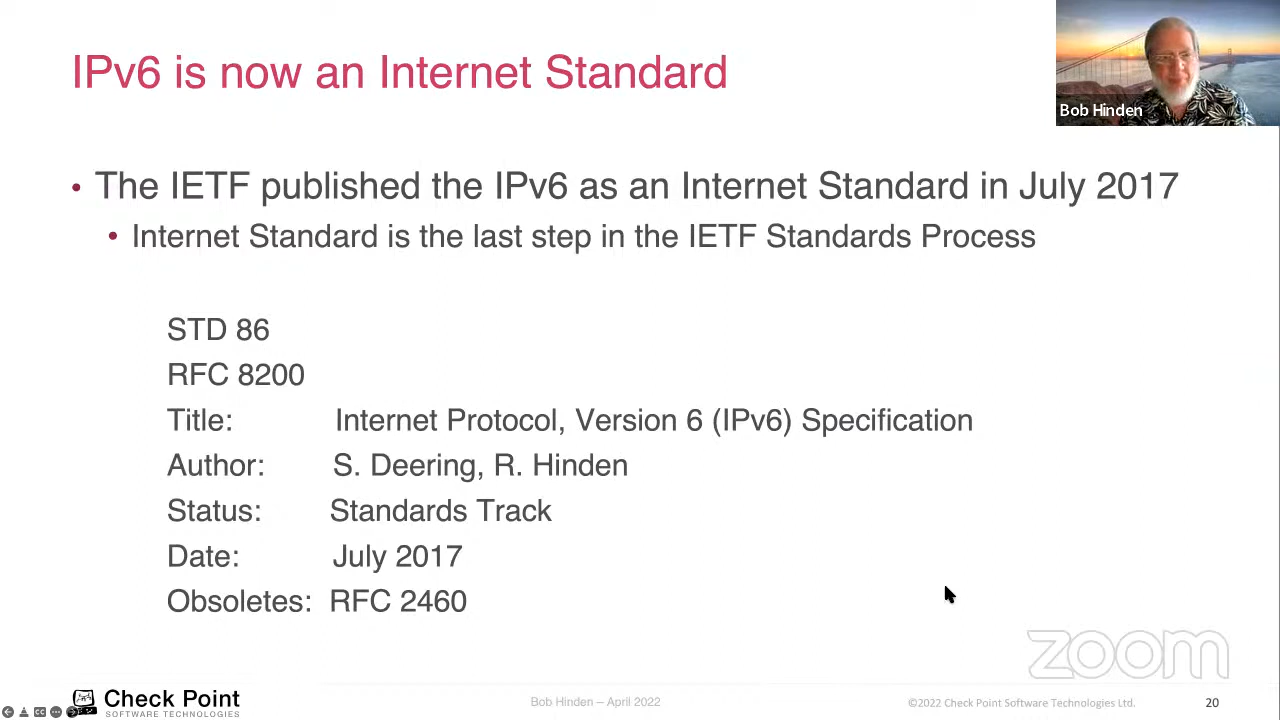 IPv6 is now an Internet Standard
Bob Hinden
• The IETF published the IPv6 as an Internet Standard in July 2017
• Internet Standard is the last step in the IETF Standards Process
STD 86
RFC 8200
Title: Internet Protocol, Version 6 (IPv6) Specification
Author: S. Deering, R. Hinden
Status: Standards Track
Date: July 2017
Obsoletes: RFC 2460
zoom
Check Point
SOFTWARE TECHNOLOGIES
Bob Hinden – April 2022
©2022 Check Point Software Technologies Ltd.
20